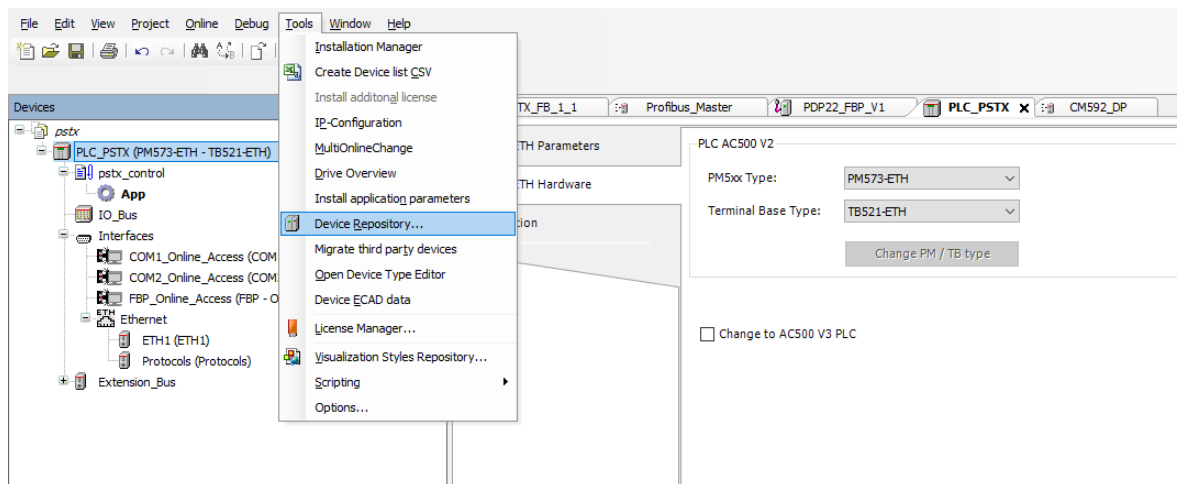 File Edit View Project Online Debug Tools Window Help
Installation Manager
Create Device list CSV
Install additonal license
IP-Configuration
MultiOnlineChange
Drive Overview
Install application parameters
Device Repository...
Migrate third party devices
Open Device Type Editor
Device ECAD data
License Manager...
Visualization Styles Repository...
Scripting
Options...
Devices
pstx
PLC_PSTX (PM573-ETH - TB521-ETH)
pstx_control
App
IO_Bus
Interfaces
COM1_Online_Access (COM
COM2_Online_Access (COM
FBP_Online_Access (FBP - O
ETH
Ethernet
ETH1 (ETH1)
Protocols (Protocols)
Extension_Bus
TX_FB_1_1 Profibus_Master PDP22_FBP_V1 PLC_PSTX X CM592_DP
TH Parameters
TH Hardware
tion
PLC AC500 V2
PM5xx Type: PM573-ETH
Terminal Base Type: TB521-ETH
Change PM / TB type
Change to AC500 V3 PLC